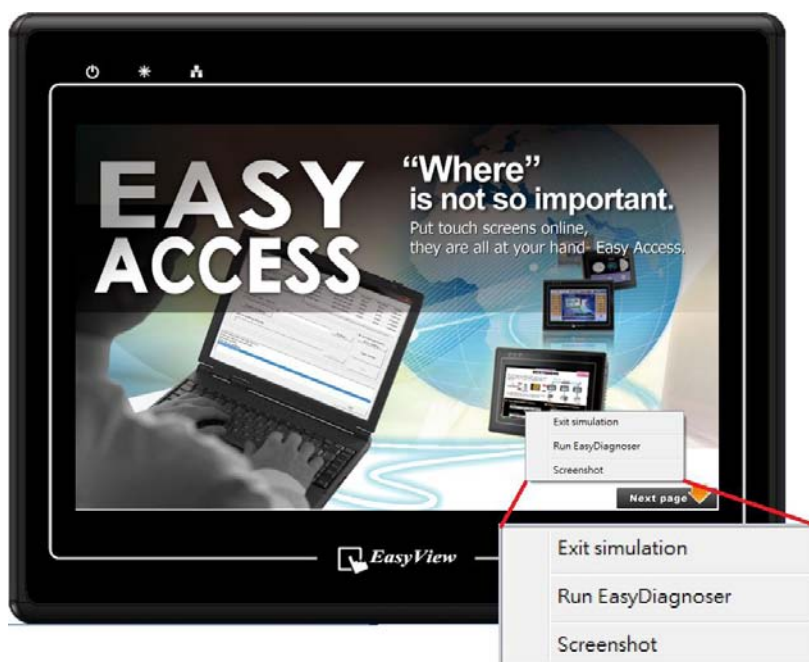 EASY
ACCESS
“Where”
is not so important.
Put touch screens online,
they are all at your hand- Easy Access.
Exit simulation
Run EasyDiagnoser
Screenshot
Next page
EasyView
Exit simulation
Run EasyDiagnoser
Screenshot